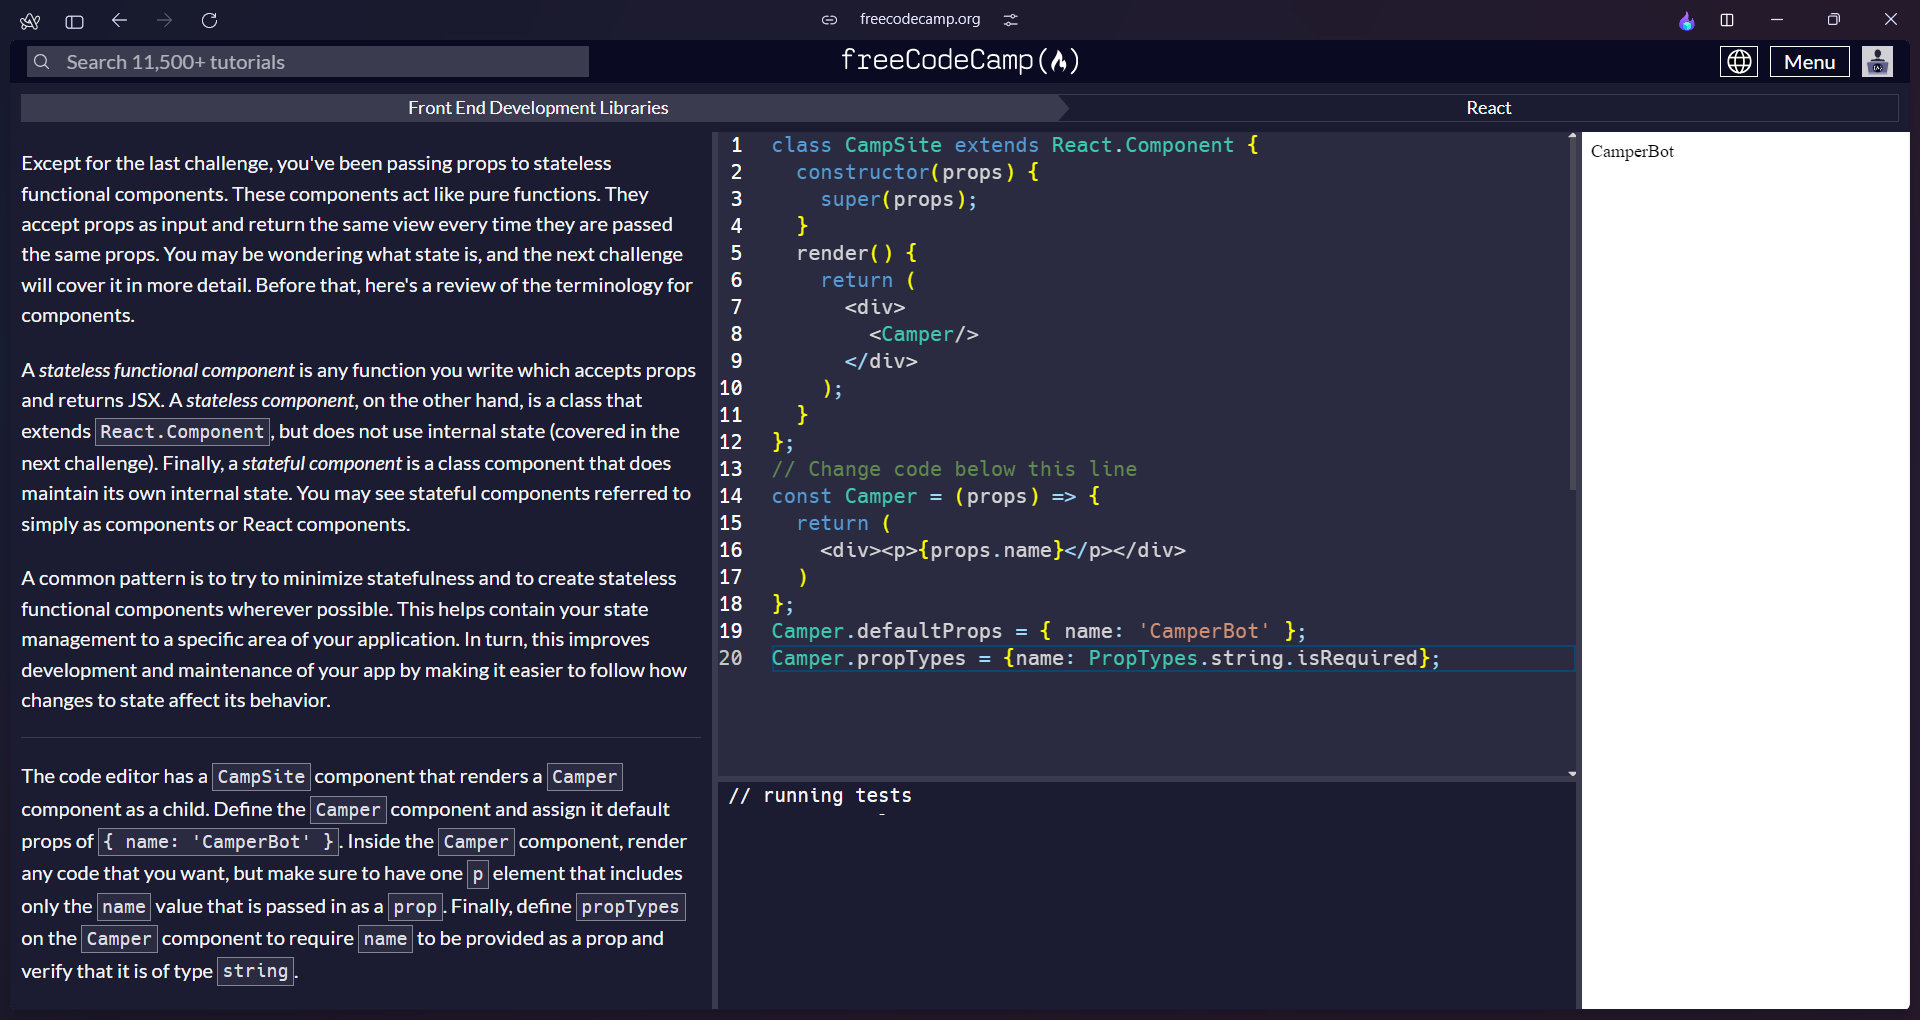 freecodecamp.org
Search 11,500+ tutorials
freeCodeCamp(🔥)
Menu
Front End Development Libraries
React
Except for the last challenge, you've been passing props to stateless
functional components. These components act like pure functions. They
accept props as input and return the same view every time they are passed
the same props. You may be wondering what state is, and the next challenge
will cover it in more detail. Before that, here's a review of the terminology for
components.
A stateless functional component is any function you write which accepts props
and returns JSX. A stateless component, on the other hand, is a class that
extends React.Component, but does not use internal state (covered in the
next challenge). Finally, a stateful component is a class component that does
maintain its own internal state. You may see stateful components referred to
simply as components or React components.
A common pattern is to try to minimize statefulness and to create stateless
functional components wherever possible. This helps contain your state
management to a specific area of your application. In turn, this improves
development and maintenance of your app by making it easier to follow how
changes to state affect its behavior.
The code editor has a CampSite component that renders a Camper
component as a child. Define the Camper component and assign it default
props of { name: 'CamperBot' }. Inside the Camper component, render
any code that you want, but make sure to have one p element that includes
only the name value that is passed in as a prop. Finally, define propTypes
on the Camper component to require name to be provided as a prop and
verify that it is of type string.
1 class CampSite extends React.Component {
2   constructor(props) {
3     super(props);
4   }
5   render() {
6     return (
7       <div>
8         <Camper/>
9       </div>
10     );
11   }
12 };
13 // Change code below this line
14 const Camper = (props) => {
15   return (
16     <div><p>{props.name}</p></div>
17   )
18 };
19 Camper.defaultProps = { name: 'CamperBot' };
20 Camper.propTypes = {name: PropTypes.string.isRequired};
// running tests
CamperBot